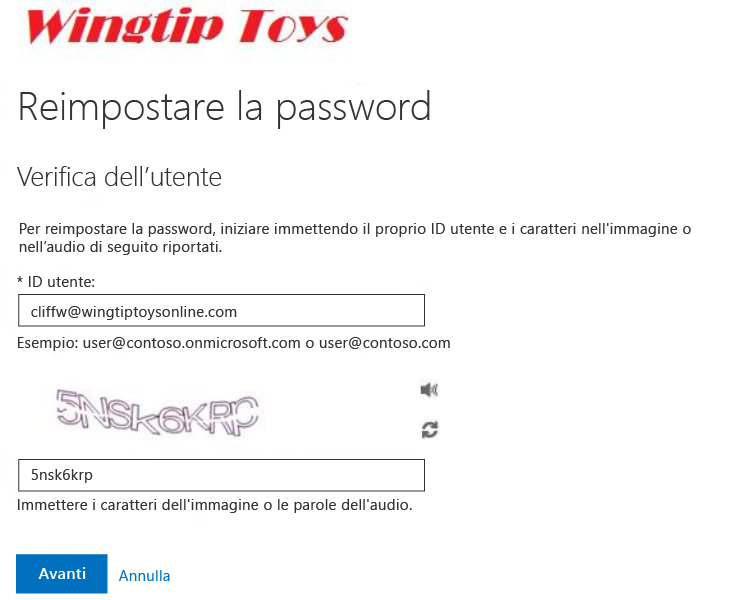 Wingtip Toys
Reimpostare la password
Verifica dell'utente
Per reimpostare la password, iniziare immettendo il proprio ID utente e i caratteri nell'immagine o
nell'audio di seguito riportati.
* ID utente:
cliffw@wingtiptoysonline.com
Esempio: user@contoso.onmicrosoft.com o user@contoso.com
5NSk6KRP
5nsk6krp
Immettere i caratteri dell'immagine o le parole dell'audio.
Avanti Annulla